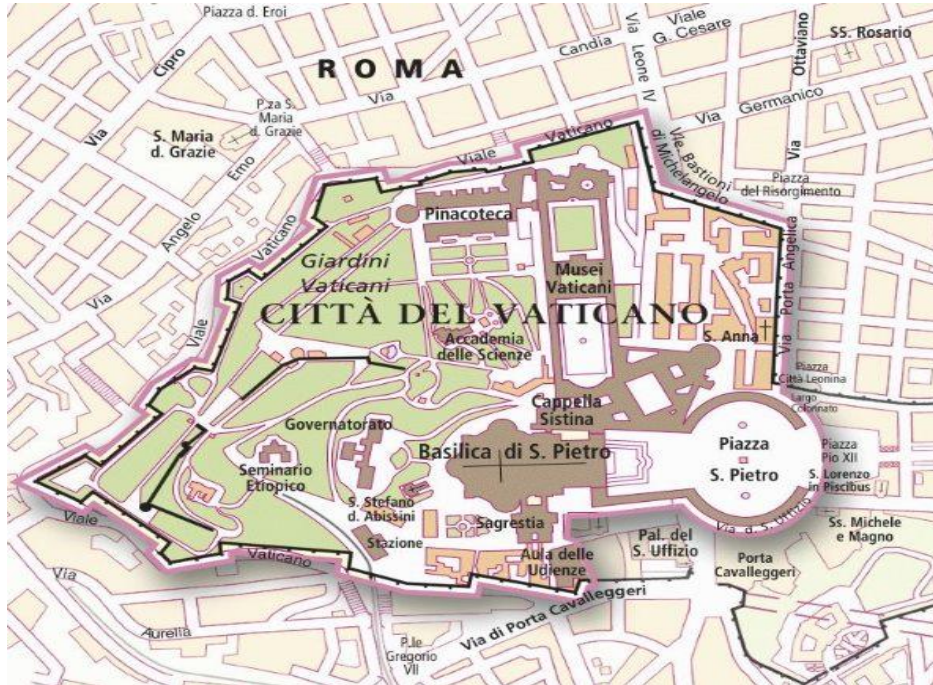 Piazza d. Eroi
Viale
G. Cesare
SS. Rosario
Ottaviano
Via Leone IV
Candia
Via
ROMA
Cipro
Via
P.za S.
Maria
d. Grazie
S. Maria
d. Grazie
Via
Germanico
Via
Viale
Vaticano
V.le Bastioni
di Michelangelo
Piazza
del Risorgimento
Emo
Angelo
Via
Vaticano
Viale
Pinacoteca
Giardini
Vaticani
Musei
Vaticani
Via Porta Angelica
CITTÀ DEL VATICANO
Accademia
delle Scienze
S. Anna
Piazza
Città Leonina
Largo
Colonnato
Cappella
Sistina
Governatorato
Basilica di S. Pietro
Piazza
S. Pietro
Piazza
Pio XII
S. Lorenzo
in Piscibus
Seminario
Etiopico
S. Stefano
d. Abissini
Stazione
Sagrestia
Aula delle
Udienze
Pal. del
S. Uffizio
Via d. S. Uffizio
Ss. Michele
e Magno
Porta
Cavalleggeri
Viale
Vaticano
Via
Aurelia
P.le
Gregorio
VII
Via di Porta Cavalleggeri